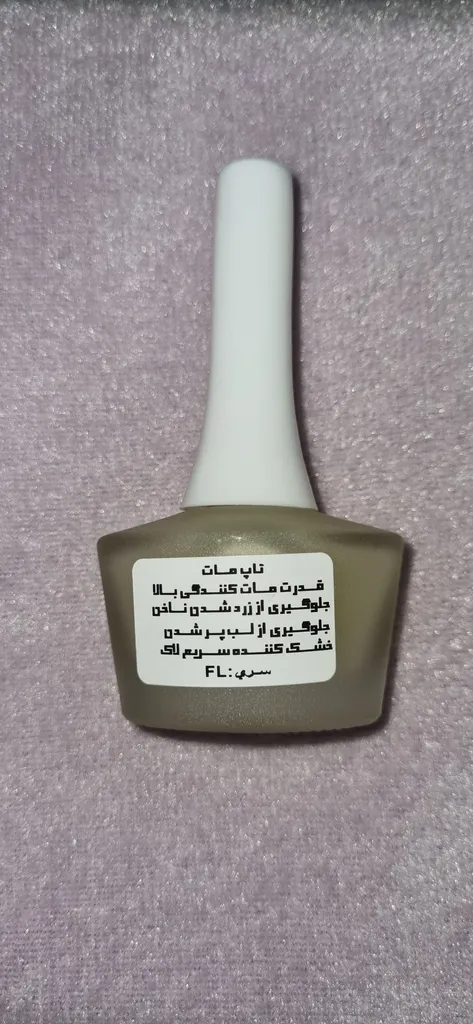 تاپ مات
قدرت مات کنندگی بالا
جلوگیری از زرد شدن ناخن
جلوگیری از لب پر شدن
خشک کننده سریع لاک
سري: FL